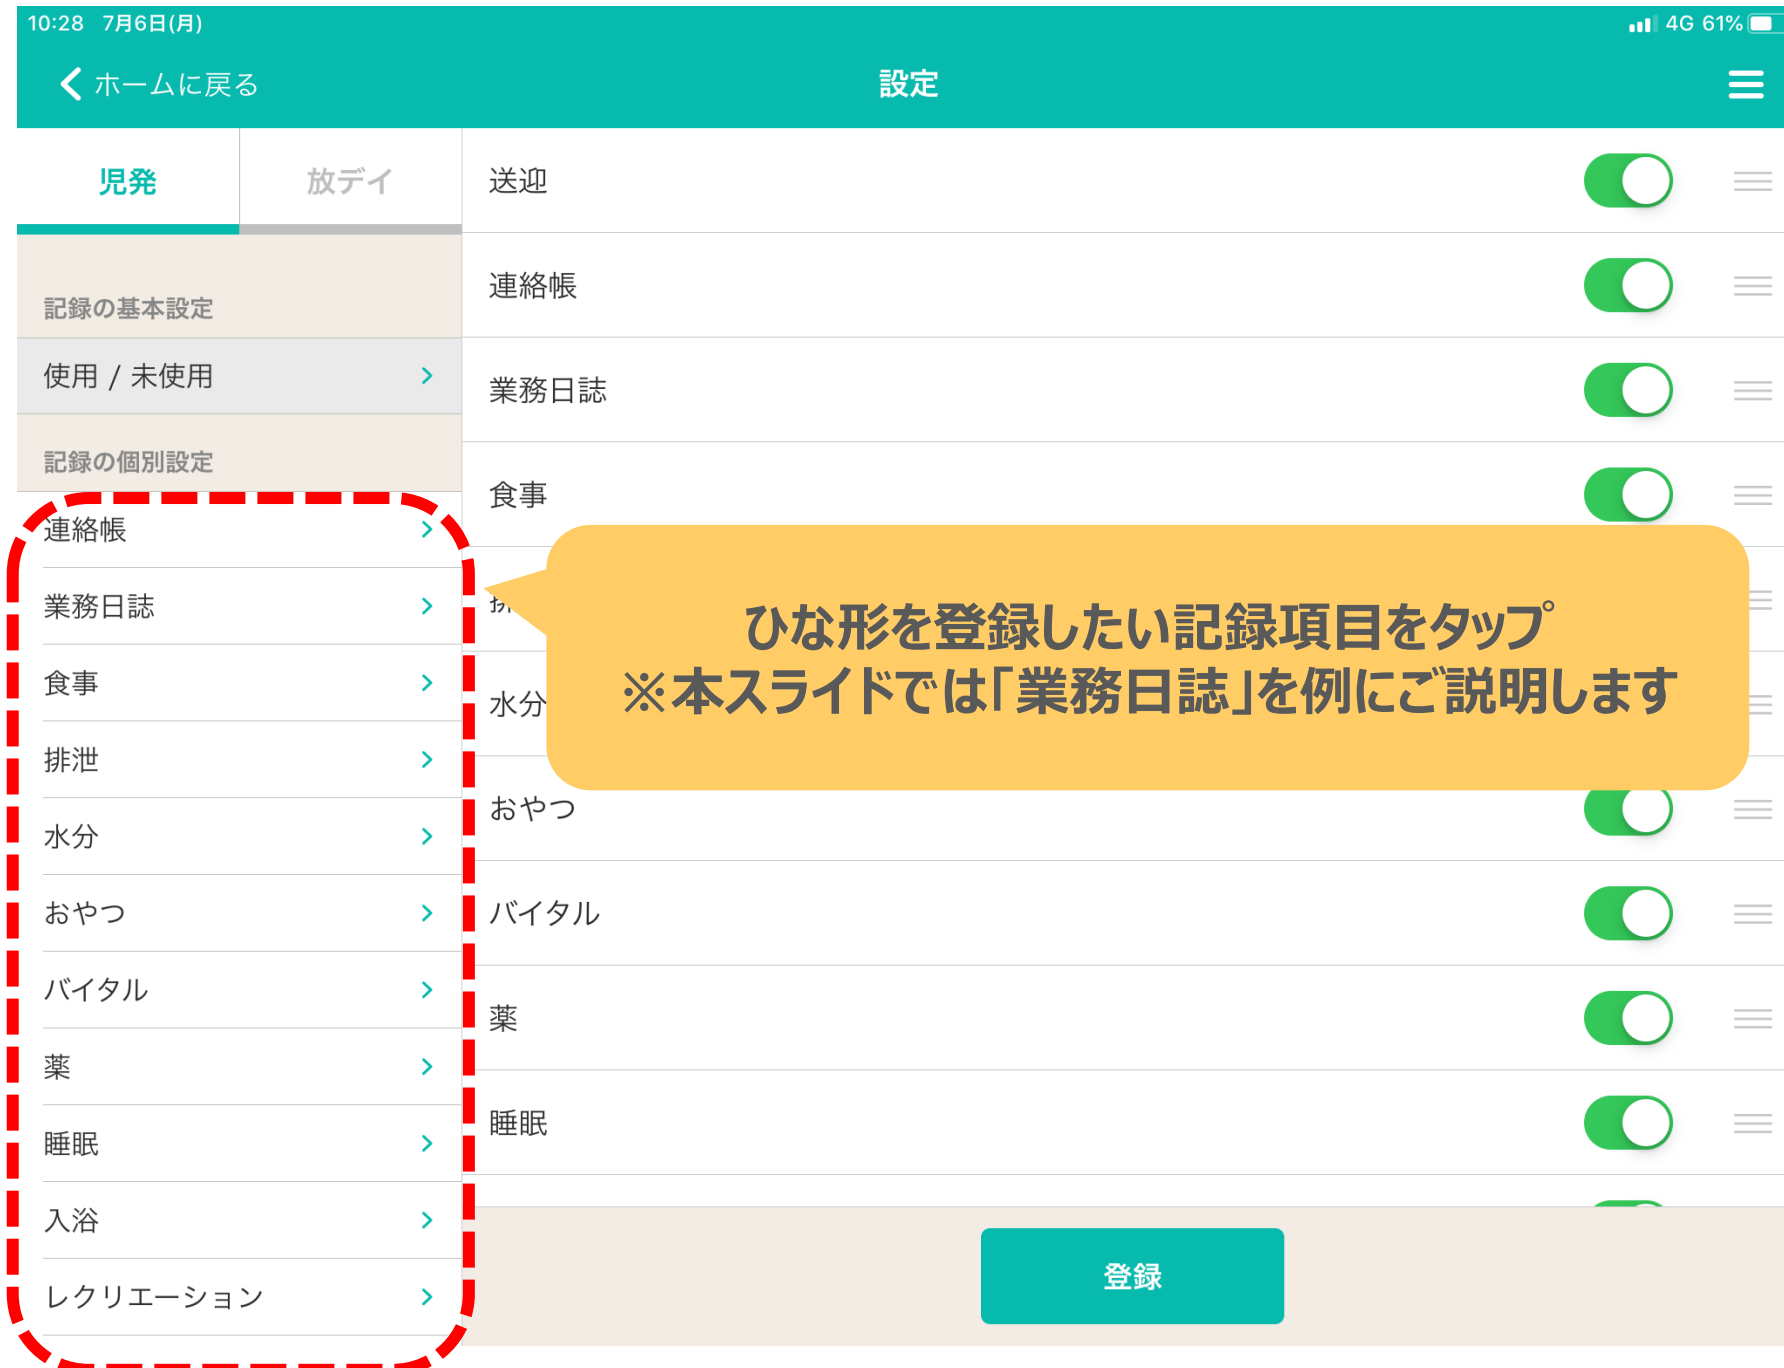 10:28 7月6日(月)
4G 61%
ホームに戻る
設定
児発
放デイ
記録の基本設定
使用 / 未使用
記録の個別設定
連絡帳
業務日誌
食事
排泄
水分
おやつ
バイタル
薬
睡眠
入浴
レクリエーション
送迎
連絡帳
業務日誌
食事
ひな形を登録したい記録項目をタップ
※本スライドでは「業務日誌」を例にご説明します
水分
おやつ
バイタル
薬
睡眠
登録